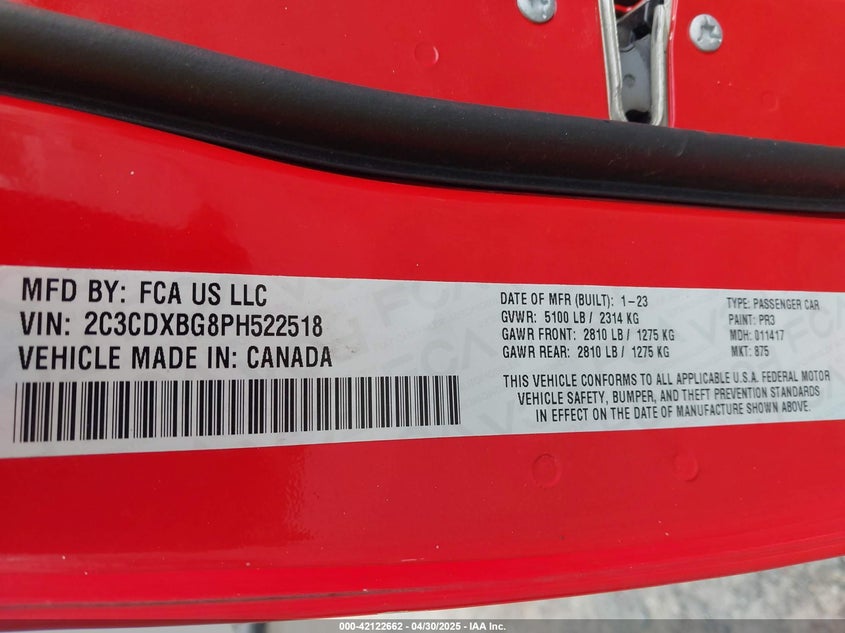 MFD BY: FCA US LLC
VIN: 2C3CDXBG8PH522518
VEHICLE MADE IN: CANADA
DATE OF MFR (BUILT): 1-23
GVWR: 5100 LB / 2314 KG
GAWR FRONT: 2810 LB / 1275 KG
GAWR REAR: 2810 LB / 1275 KG
TYPE: PASSENGER CAR
PAINT: PR3
MDH: 011417
MKT: 875
THIS VEHICLE CONFORMS TO ALL APPLICABLE U.S.A. FEDERAL MOTOR
VEHICLE SAFETY, BUMPER, AND THEFT PREVENTION STANDARDS
IN EFFECT ON THE DATE OF MANUFACTURE SHOWN ABOVE.
000-42122662 - 04/30/2025 - IAA Inc.